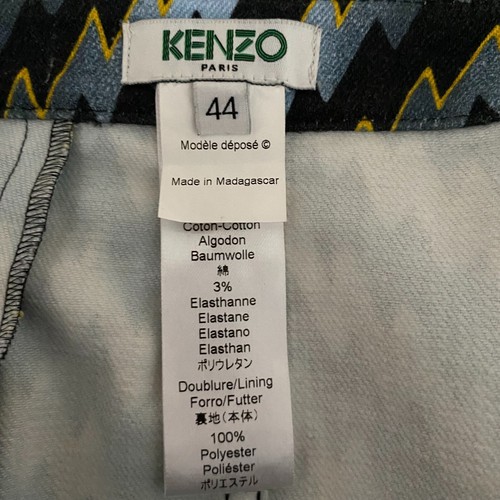 KENZO
PARIS
44
Modèle déposé ©
Made in Madagascar
Coton-Cotton
Algodon
Baumwolle
綿
3%
Elasthanne
Elastane
Elastano
Elasthan
ポリウレタン
Doublure/Lining
Forro/Futter
裏地(本体)
100%
Polyester
Poliéster
ポリエステル